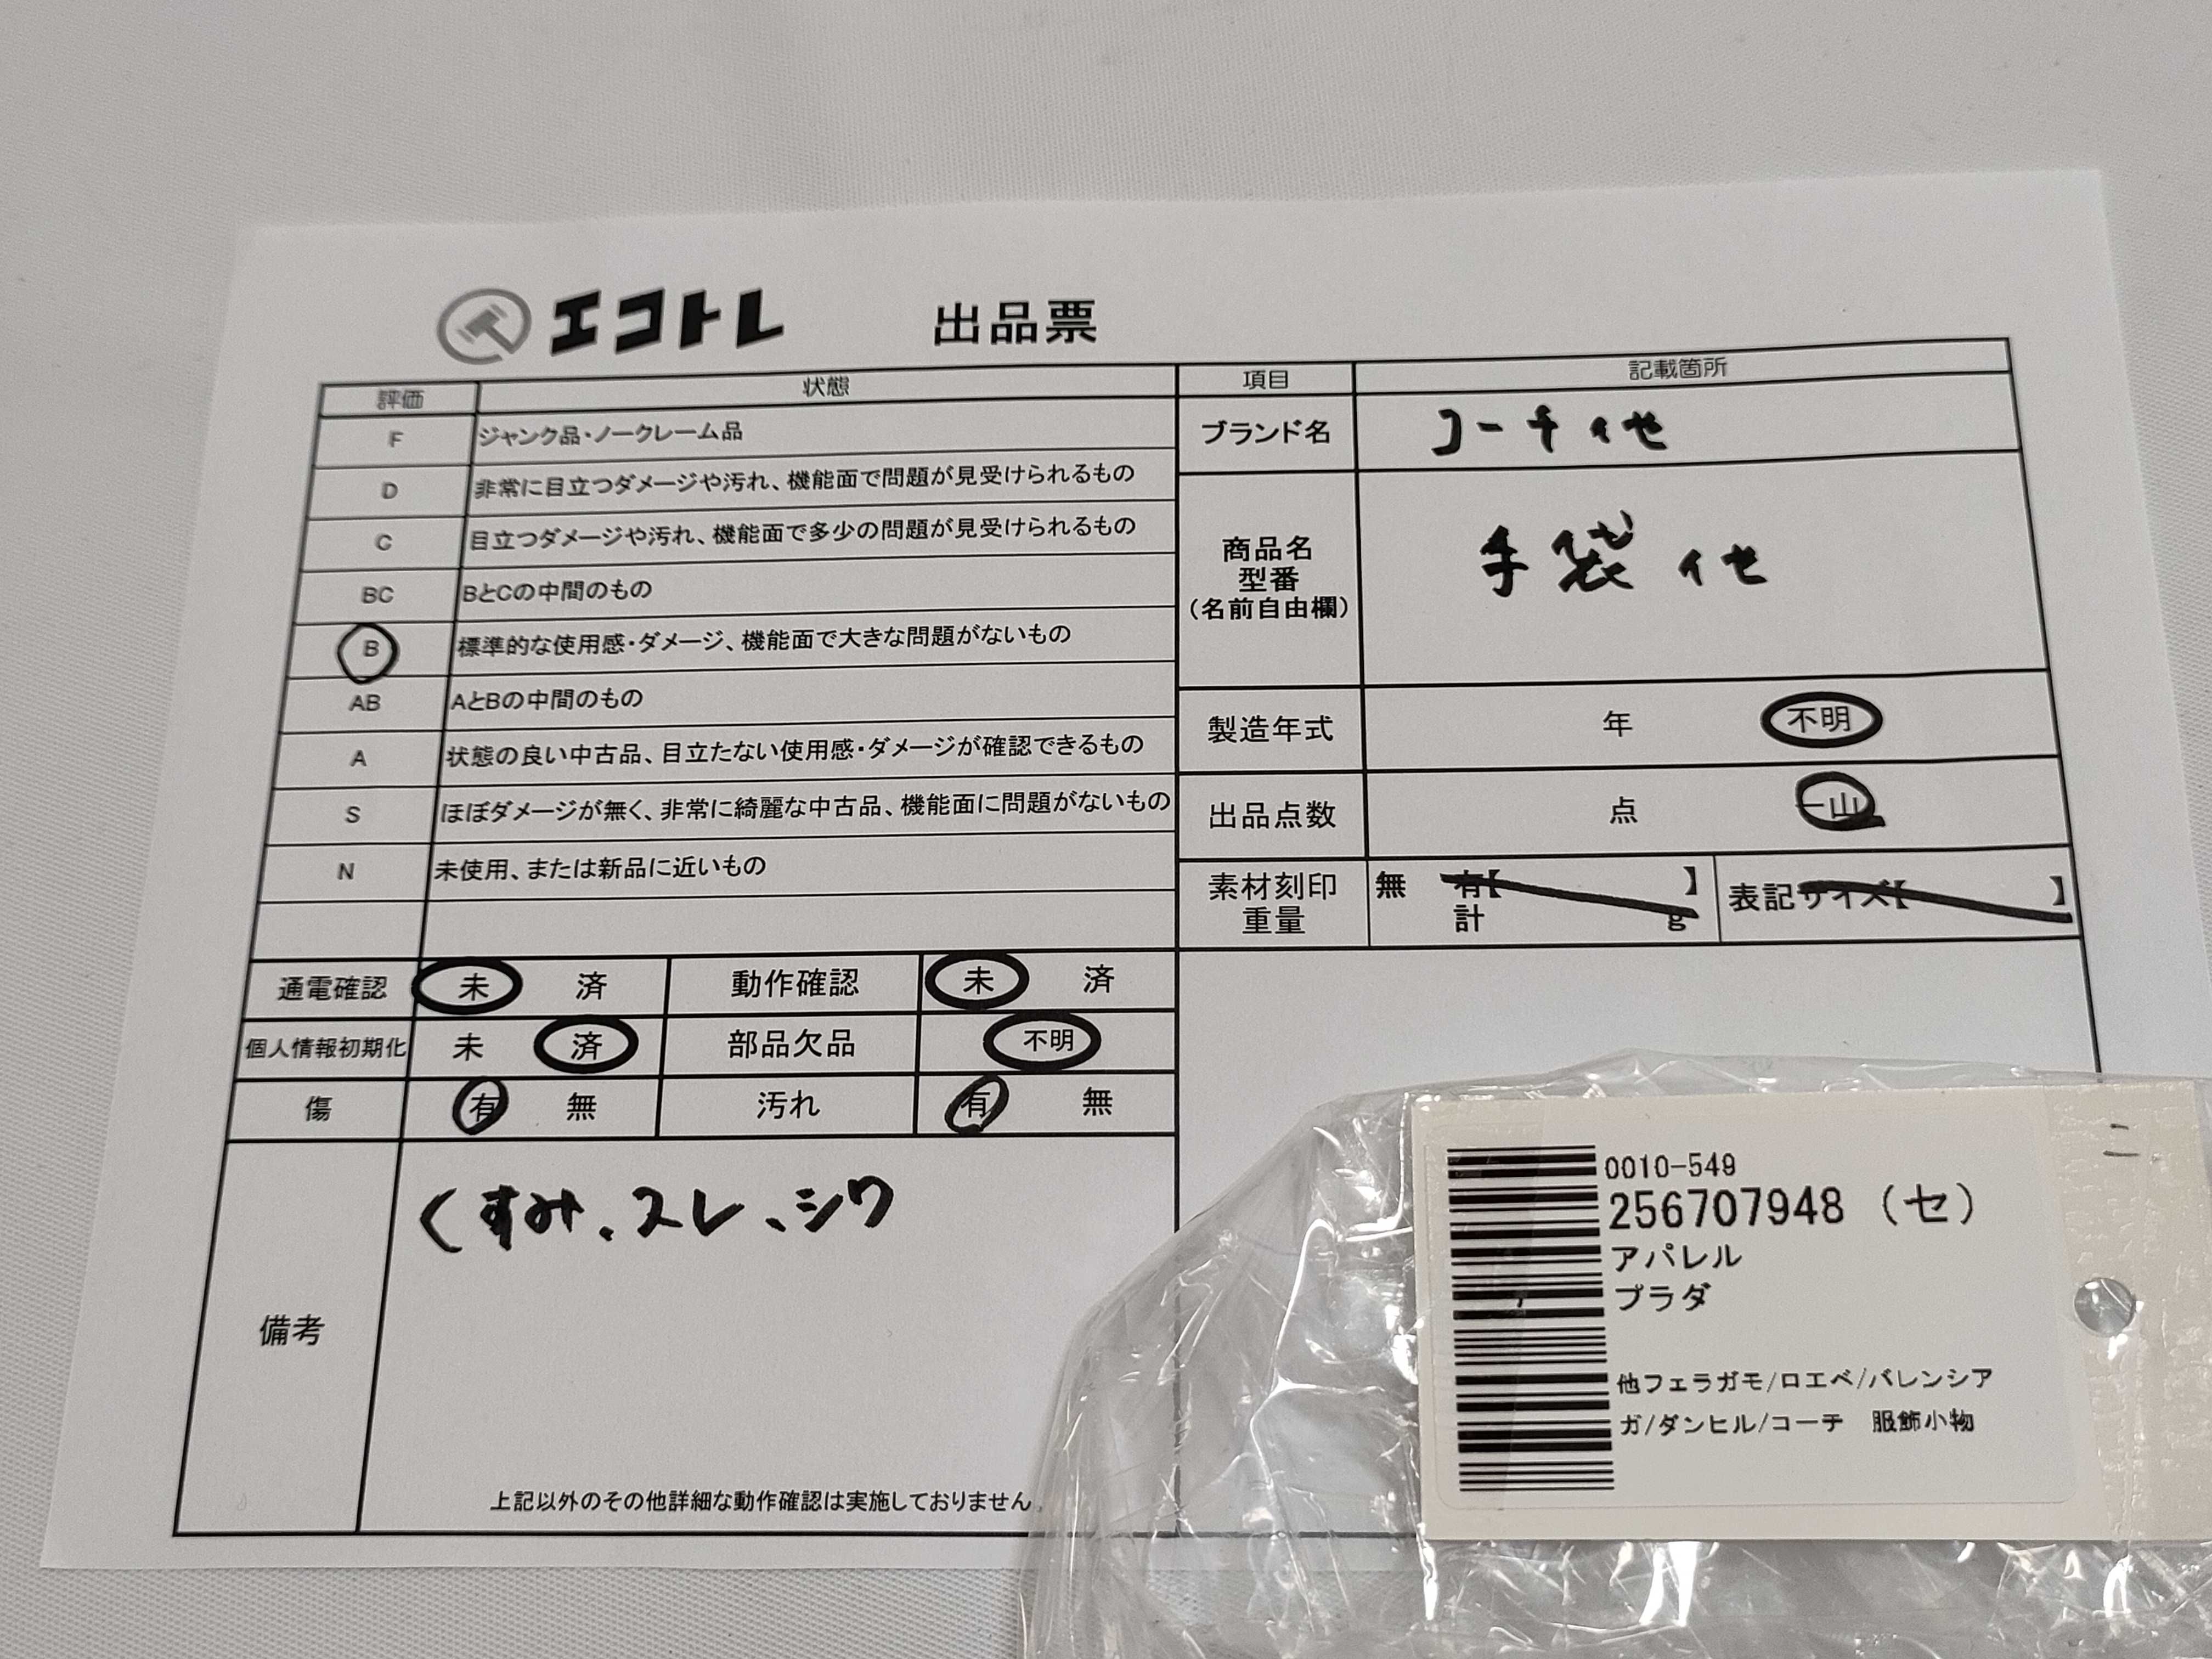 エコトレ 出品票
評価 状態
F ジャンク品・ノークレーム品
D 非常に目立つダメージや汚れ、機能面で問題が見受けられるもの
C 目立つダメージや汚れ、機能面で多少の問題が見受けられるもの
BC BとCの中間のもの
B 標準的な使用感・ダメージ、機能面で大きな問題がないもの
AB AとBの中間のもの
A 状態の良い中古品、目立たない使用感・ダメージが確認できるもの
S ほぼダメージが無く、非常に綺麗な中古品、機能面に問題がないもの
N 未使用、または新品に近いもの
項目 記載箇所
ブランド名 コーチ 他
商品名
型番
(名前自由欄)
手袋 他
製造年式 年 不明
出品点数 点 一山
素材刻印 無 有【 】 表記サイズ【 】
重量 計 g
通電確認 未 済 動作確認 未 済
個人情報初期化 未 済 部品欠品 不明
傷 有 無 汚れ 有 無
備考
くすみ、スレ、シワ
上記以外のその他詳細な動作確認は実施しておりません。
0010-549
256707948 (セ)
アパレル
プラダ
他フェラガモ/ロエベ/バレンシア
ガ/ダンヒル/コーチ 服飾小物
ニ